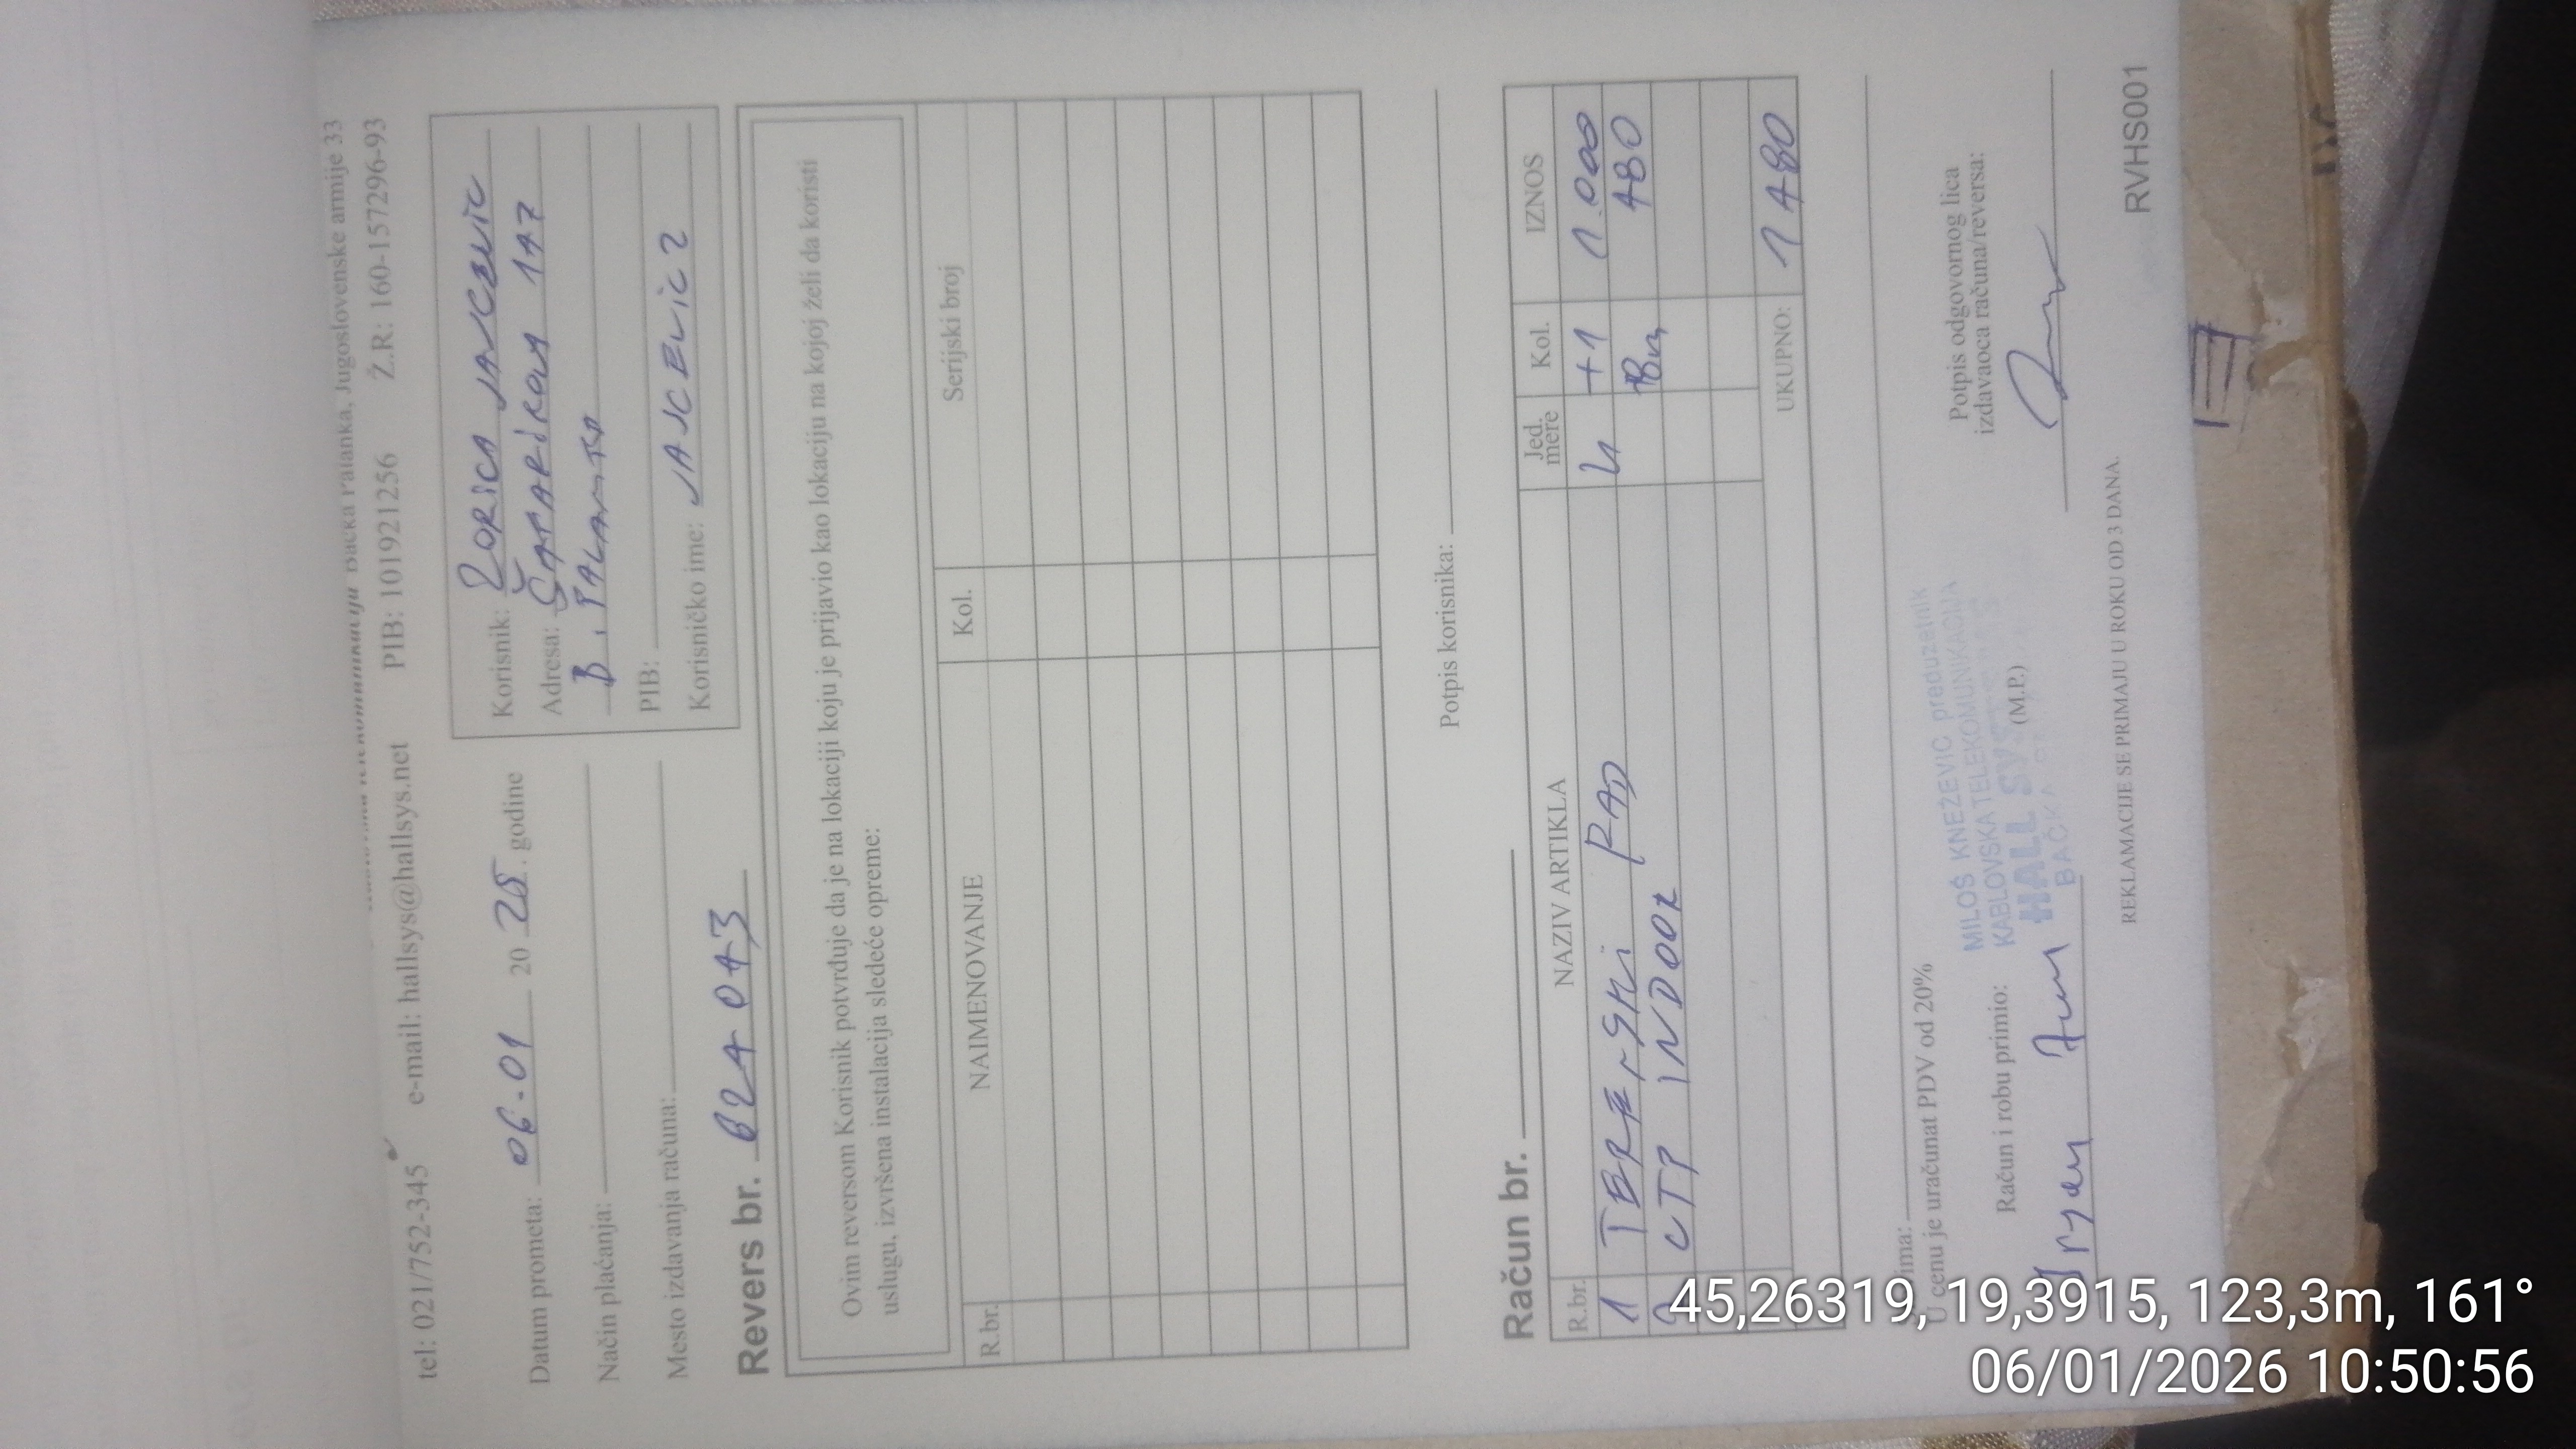 Bačka Palanka, Jugoslovenske armije 33
tel: 021/752-345 e-mail: hallsys@hallsys.net PIB: 101921256 Ž.R: 160-157296-93
Datum prometa: 06.01 20 25. godine
Način plaćanja:
Mesto izdavanja računa:
Korisnik: ZORICA JANČEVIĆ
Adresa: ŠAFARIKOVA 147
B. PALANKA
PIB:
Korisničko ime:
Revers br. 024043
Ovim reversom Korisnik potvrđuje da je na lokaciji koju je prijavio kao lokaciju na kojoj želi da koristi
uslugu, izvršena instalacija sledeće opreme:
R.br. NAIMENOVANJE Kol. Serijski broj
Potpis korisnika:
Račun br.
R.br. NAZIV ARTIKLA Jed. mere Kol. IZNOS
1 TERENSKI RAD h +1 1.000
2 UTP INDOOR 480
UKUPNO: 1480
U cenu je uračunat PDV od 20%
Račun i robu primio:
MILOŠ KNEŽEVIĆ preduzetnik
KABLOVSKA TELEKOMUNIKACIJA
HALL SYS
BAČKA
(M.P.)
Potpis odgovornog lica
izdavaoca računa/reversa:
REKLAMACIJE SE PRIMAJU U ROKU OD 3 DANA.
RVHS001
45,26319, 19,3915, 123,3m, 161°
06/01/2026 10:50:56